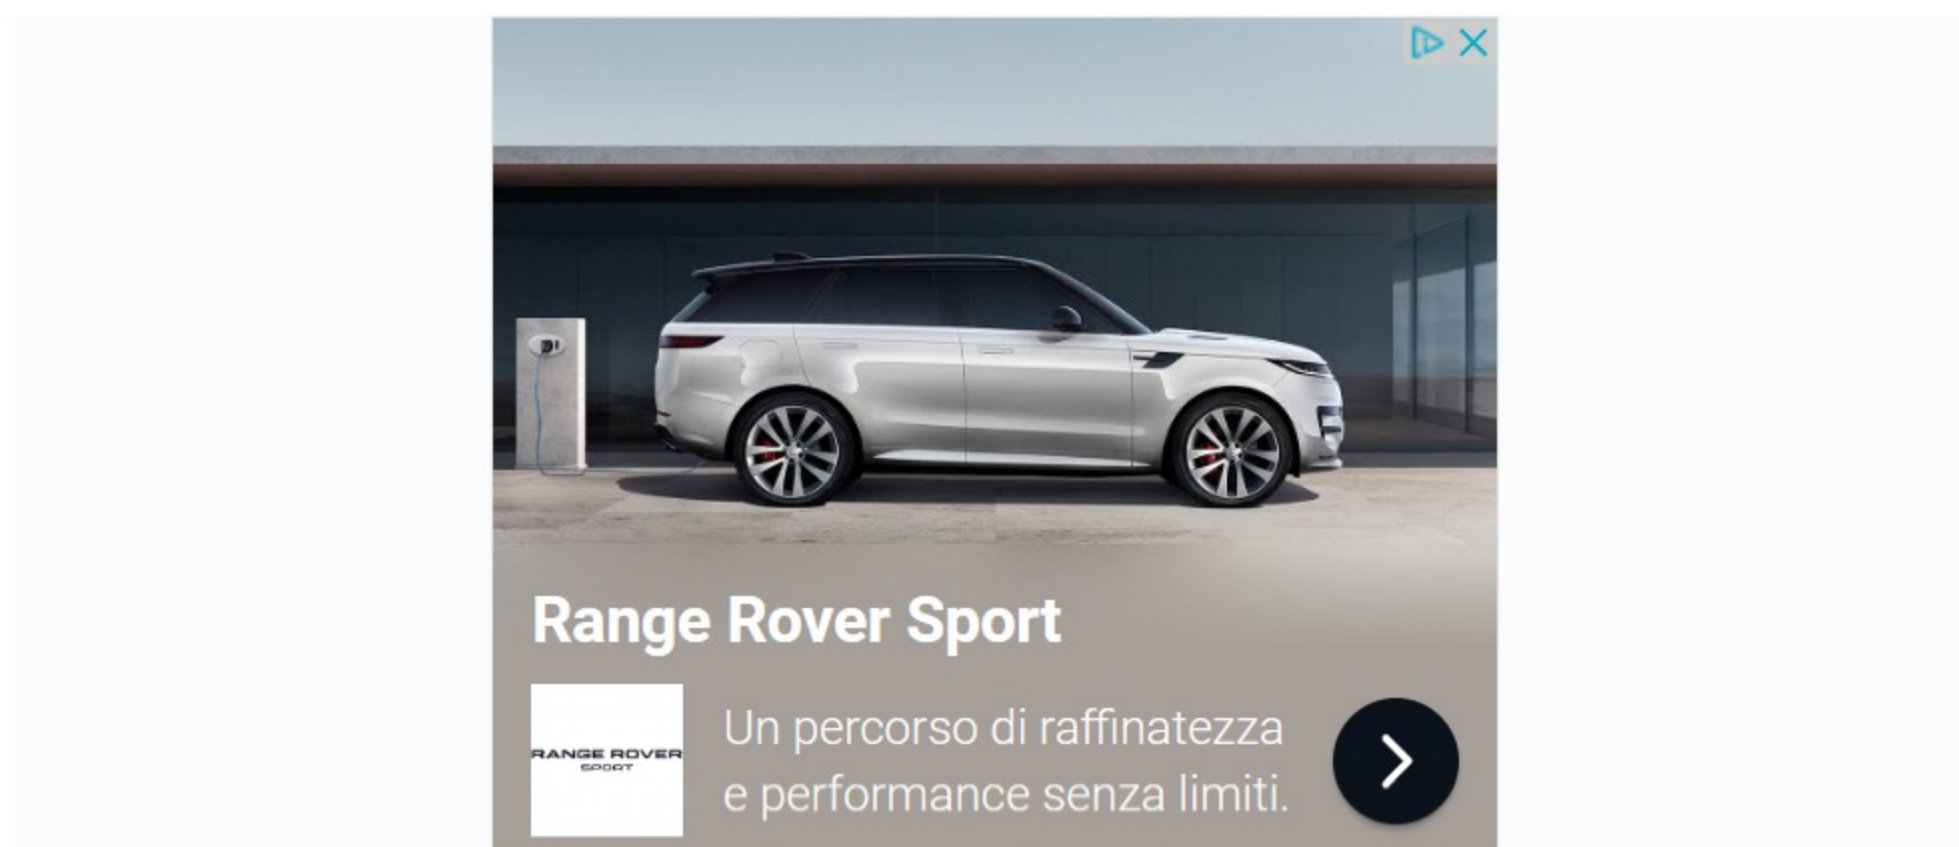 Range Rover Sport
RANGE ROVER
SPORT
Un percorso di raffinatezza
e performance senza limiti.